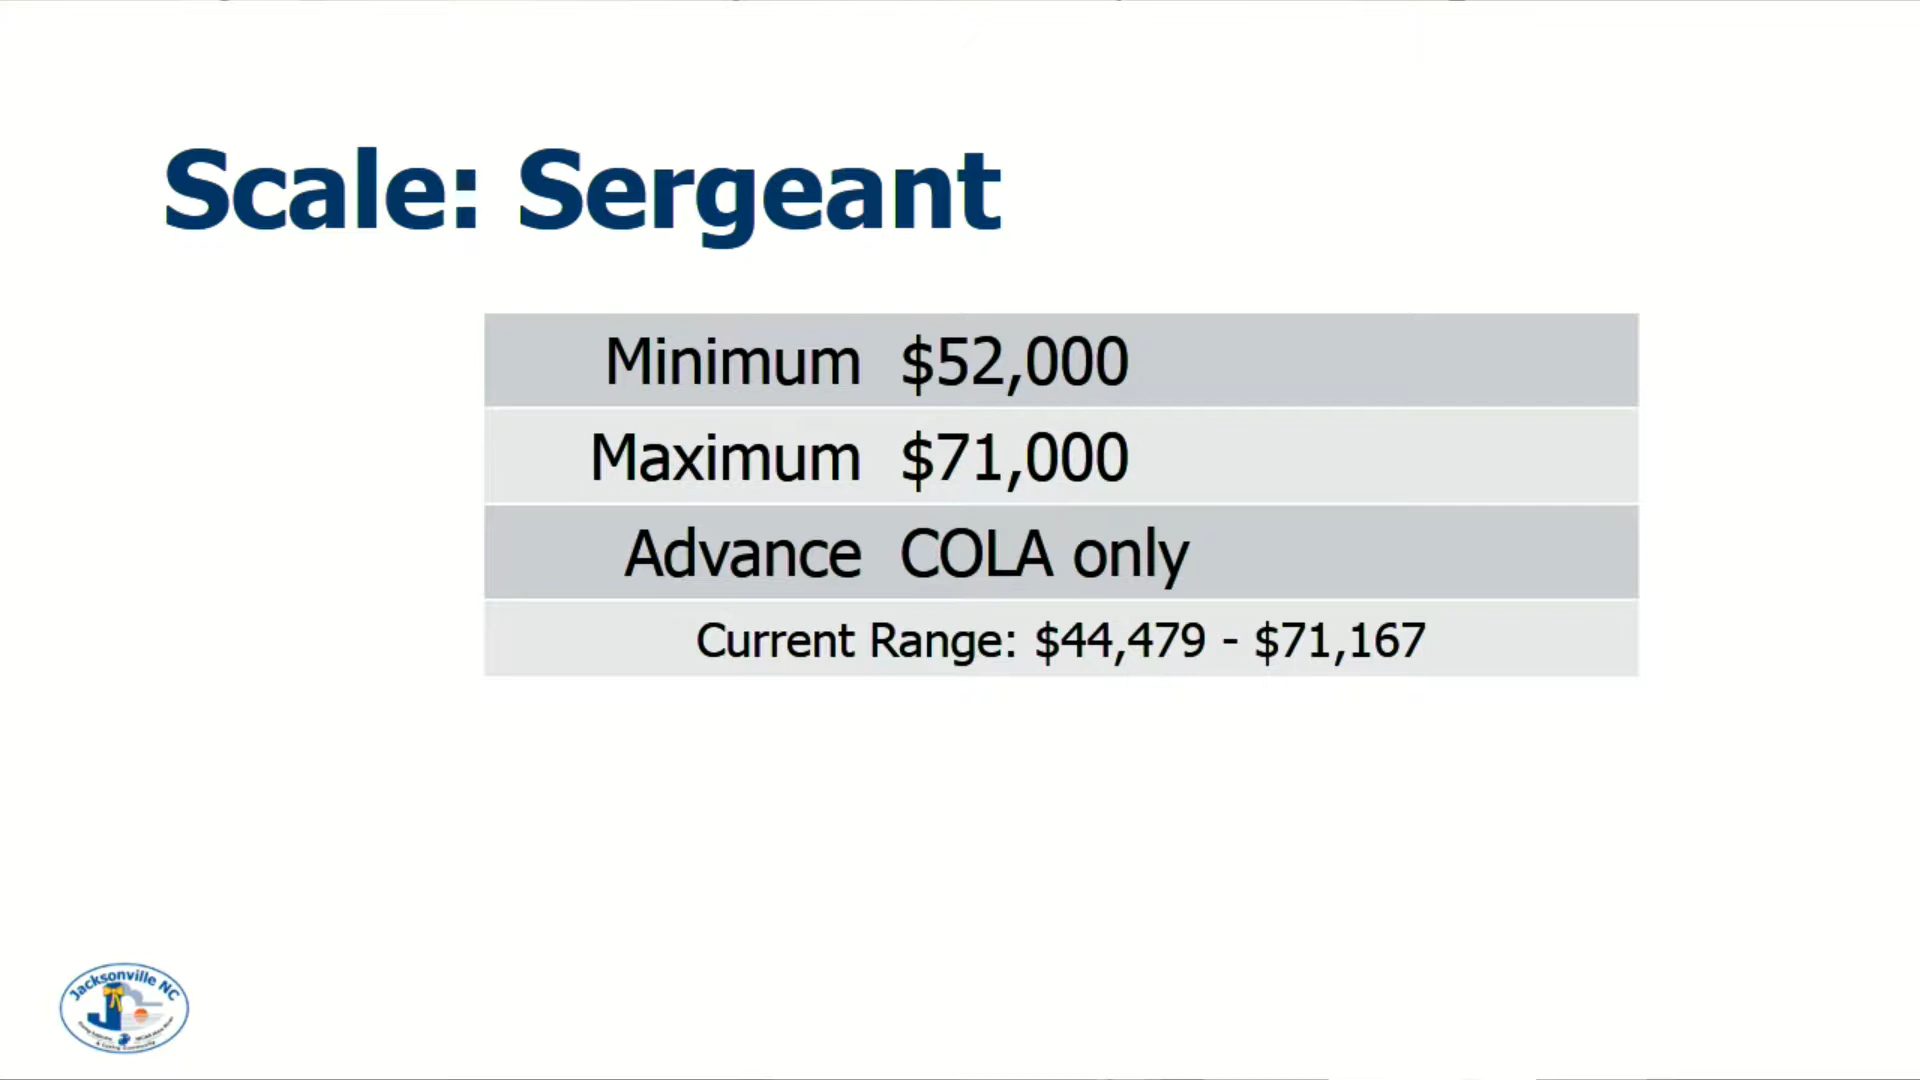 Scale: Sergeant
Minimum $52,000
Maximum $71,000
Advance COLA only
Current Range: $44,479 - $71,167
Jacksonville NC